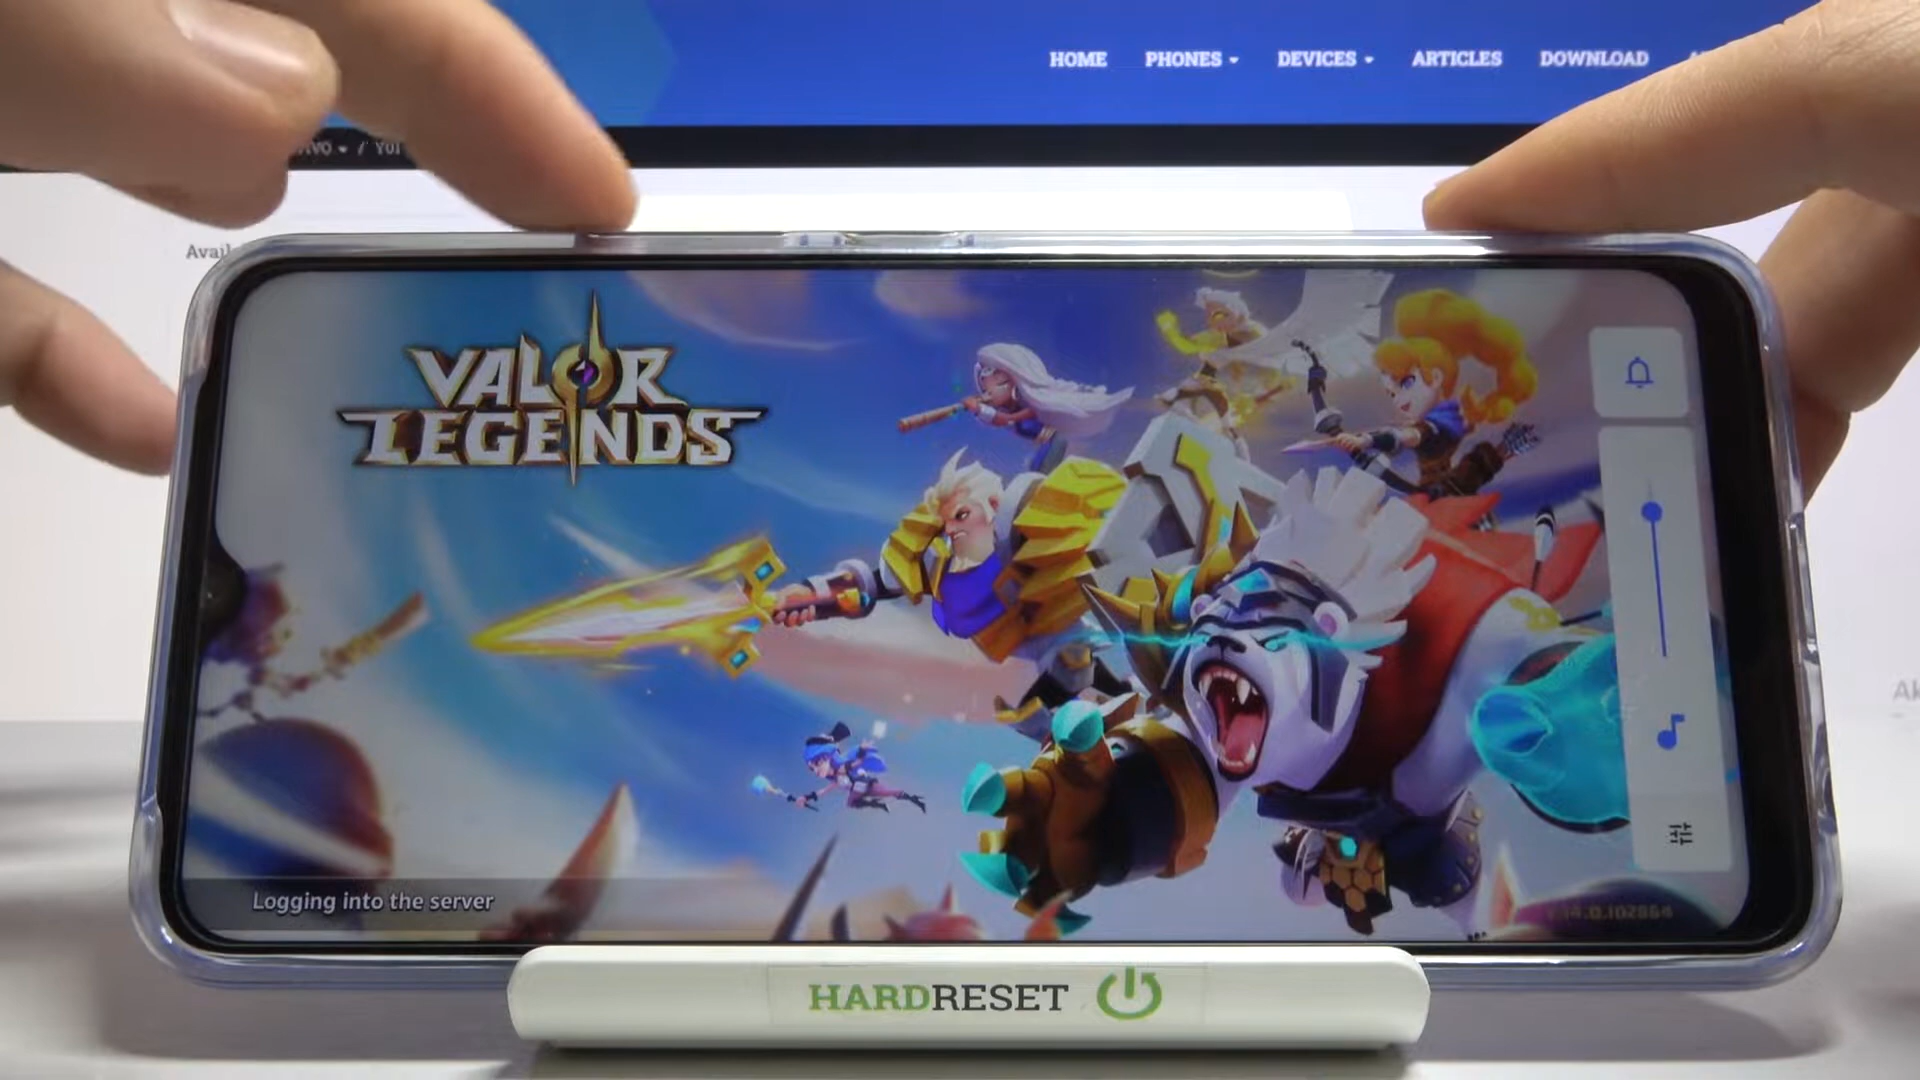 HOME PHONES DEVICES ARTICLES DOWNLOAD
VALOR
LEGENDS
Logging into the server
HARDRESET